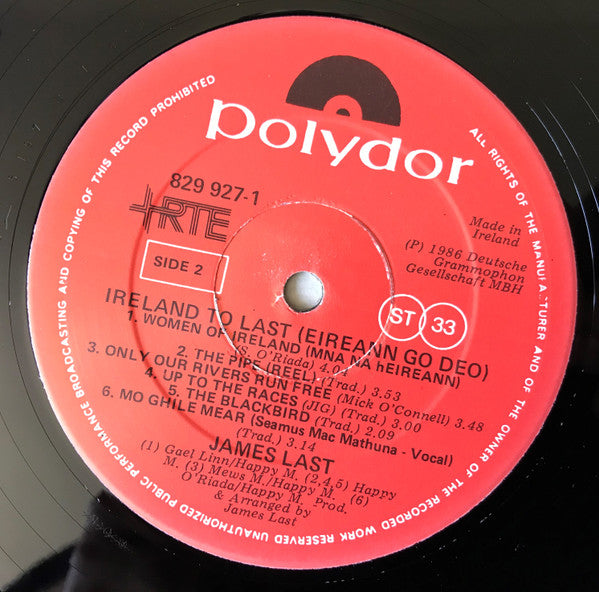 polydor
829 927-1
RTE
SIDE 2
Made in
Ireland
(P) 1986 Deutsche
Grammophon
Gesellschaft MBH
ST 33
IRELAND TO LAST (EIREANN GO DEO)
1. WOMEN OF IRELAND (MNA NA hEIREANN)
(S. O'Riada)
2. THE PIPE (REEL) (Trad.) 3.53
3. ONLY OUR RIVERS RUN FREE (Mick O'Connell) 3.48
4. UP TO THE RACES (JIG) (Trad.) 3.00
5. THE BLACKBIRD (Trad.) 2.09
6. MO GHILE MEAR (Seamus Mac Mathuna - Vocal)
(Trad.) 3.14
JAMES LAST
(1) Gael Linn/Happy M. (2,4,5) Happy
M. (3) Mews M./Happy M. (6)
O'Riada/Happy M. Prod.
& Arranged by
James Last
ALL RIGHTS OF THE MANUFACTURER AND OF THE OWNER OF THE RECORDED WORK RESERVED UNAUTHORIZED PUBLIC PERFORMANCE BROADCASTING AND COPYING OF THIS RECORD PROHIBITED